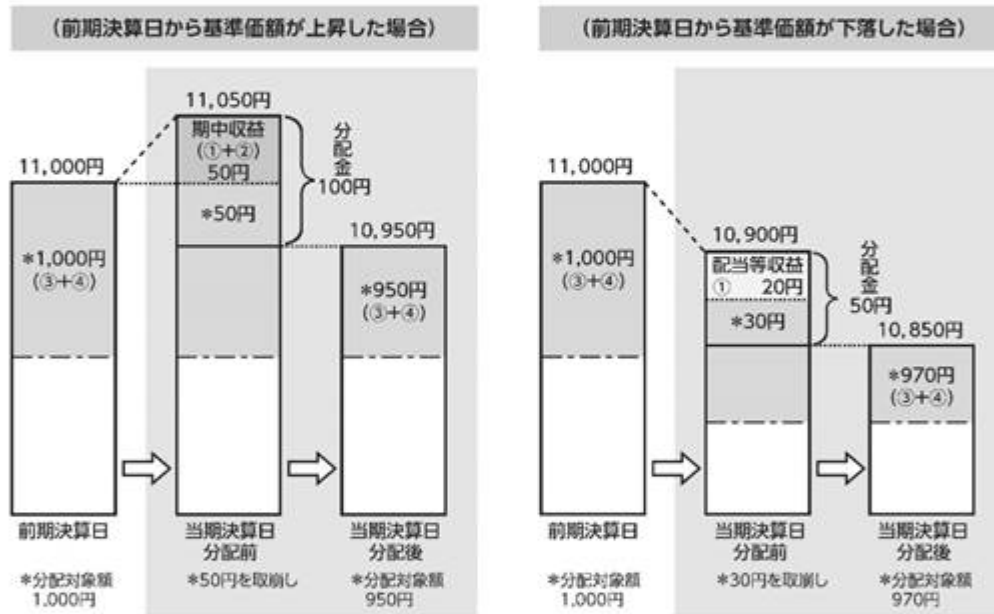 (前期決算日から基準価額が上昇した場合)
11,000円
*1,000円
(③+④)
前期決算日
*分配対象額
1,000円
11,050円
期中収益
(①+②)
50円
*50円
分配金
100円
当期決算日
分配前
*50円を取崩し
10,950円
*950円
(③+④)
当期決算日
分配後
*分配対象額
950円
(前期決算日から基準価額が下落した場合)
11,000円
*1,000円
(③+④)
前期決算日
*分配対象額
1,000円
10,900円
配当等収益
① 20円
*30円
分配金
50円
当期決算日
分配前
*30円を取崩し
10,850円
*970円
(③+④)
当期決算日
分配後
*分配対象額
970円